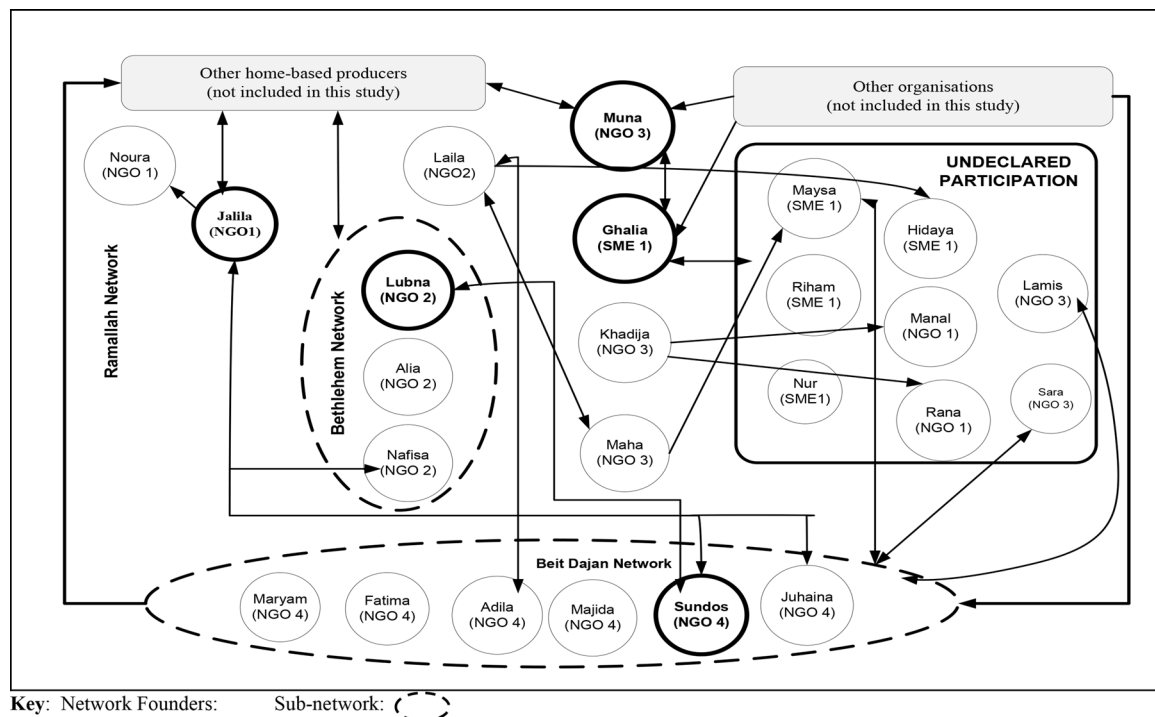 Other home-based producers
(not included in this study)
Other organisations
(not included in this study)
Muna
(NGO 3)
Noura
(NGO 1)
Laila
(NGO2)
UNDECLARED
PARTICIPATION
Maysa
(SME 1)
Jalila
(NGO1)
Ghalia
(SME 1)
Hidaya
(SME 1)
Ramallah Network
Lubna
(NGO 2)
Riham
(SME 1)
Lamis
(NGO 3)
Khadija
(NGO 3)
Manal
(NGO 1)
Bethlehem Network
Alia
(NGO 2)
Nur
(SME1)
Sara
(NGO 3)
Rana
(NGO 1)
Nafisa
(NGO 2)
Maha
(NGO 3)
Beit Dajan Network
Maryam
(NGO 4)
Fatima
(NGO 4)
Adila
(NGO 4)
Majida
(NGO 4)
Sundos
(NGO 4)
Juhaina
(NGO 4)
Key: Network Founders: Sub-network: